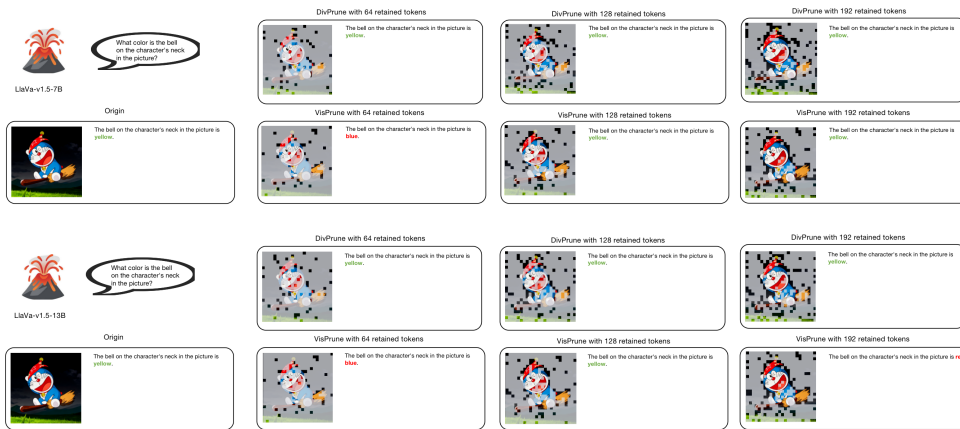 DivPrune with 64 retained tokens
DivPrune with 128 retained tokens
DivPrune with 192 retained tokens
What color is the bell
on the character's neck
in the picture?
The bell on the character's neck in the picture is
yellow.
The bell on the character's neck in the picture is
yellow.
The bell on the character's neck in the picture is
yellow.
LlaVa-v1.5-7B
Origin
VisPrune with 64 retained tokens
VisPrune with 128 retained tokens
VisPrune with 192 retained tokens
The bell on the character's neck in the picture is
yellow.
The bell on the character's neck in the picture is
blue.
The bell on the character's neck in the picture is
yellow.
The bell on the character's neck in the picture is
yellow.
DivPrune with 64 retained tokens
DivPrune with 128 retained tokens
DivPrune with 192 retained tokens
What color is the bell
on the character's neck
in the picture?
The bell on the character's neck in the picture is
yellow.
The bell on the character's neck in the picture is
yellow.
The bell on the character's neck in the picture is
yellow.
LlaVa-v1.5-13B
Origin
VisPrune with 64 retained tokens
VisPrune with 128 retained tokens
VisPrune with 192 retained tokens
The bell on the character's neck in the picture is
yellow.
The bell on the character's neck in the picture is
blue.
The bell on the character's neck in the picture is
yellow.
The bell on the character's neck in the picture is